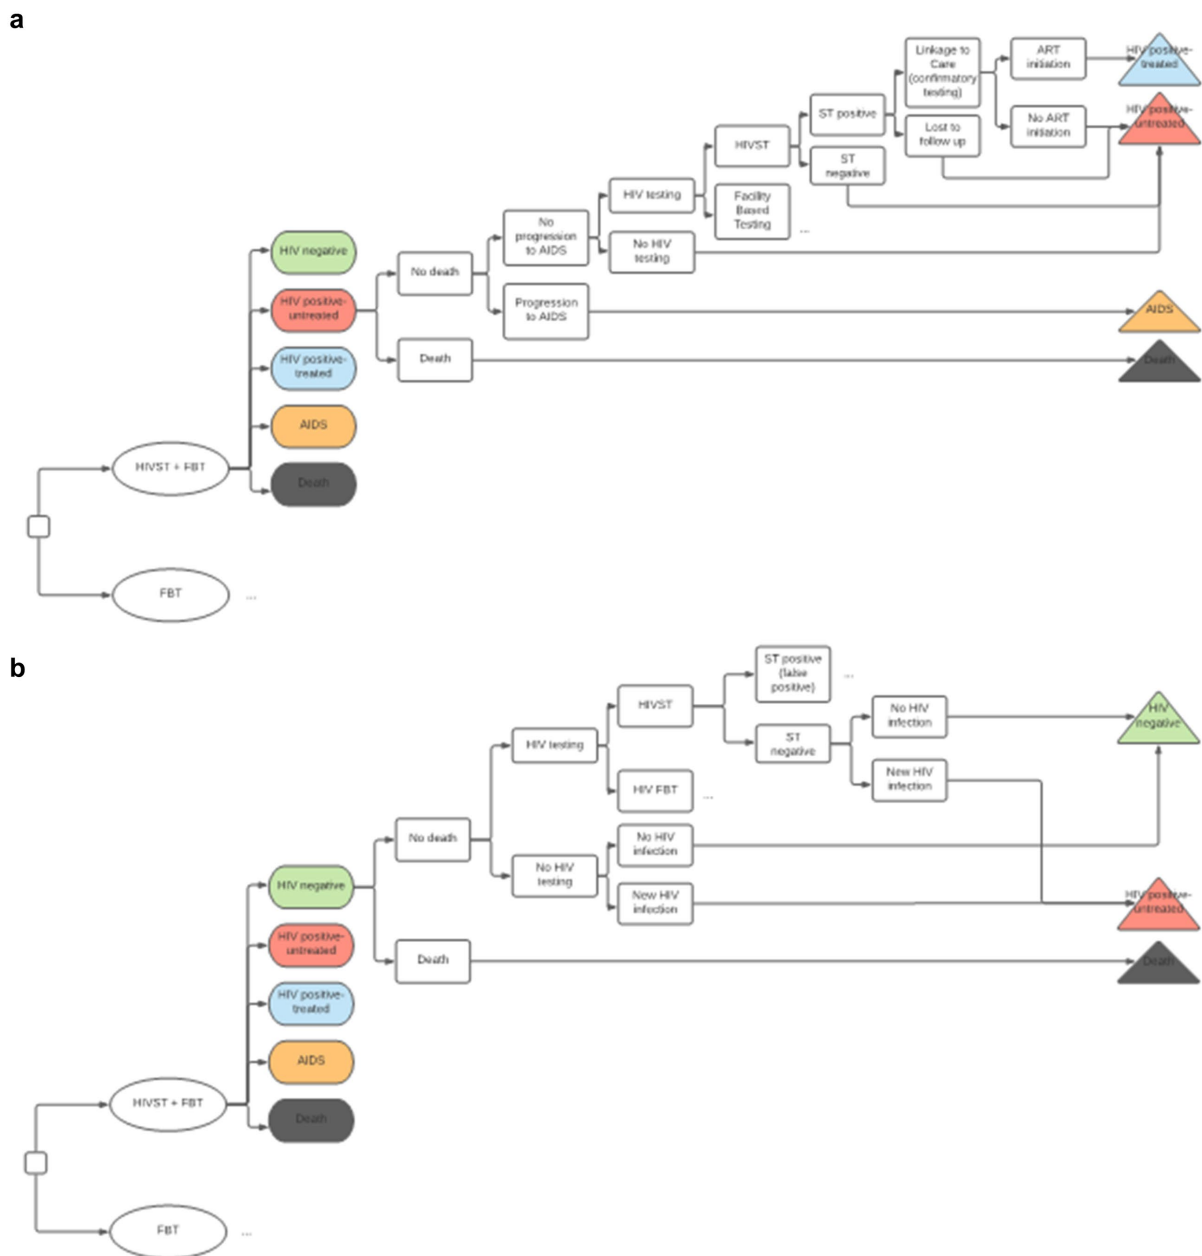 a
Linkage to
Care
(confirmatory
testing)
ART
initiation
HIV positive-
treated
ST positive
Lost to
follow up
No ART
initiation
HIV positive-
untreated
HIVST
ST
negative
HIV testing
Facility
Based
Testing
...
No
progression
to AIDS
No HIV
testing
HIV negative
No death
HIV positive-
untreated
Progression
to AIDS
AIDS
HIV positive-
treated
Death
Death
AIDS
HIVST + FBT
Death
FBT
...
b
ST positive
(false
positive)
...
HIVST
No HIV
infection
HIV
negative
HIV testing
ST
negative
New HIV
infection
HIV FBT
...
No death
No HIV
infection
No HIV
testing
New HIV
infection
HIV positive-
untreated
HIV negative
HIV positive-
untreated
Death
Death
HIV positive-
treated
AIDS
HIVST + FBT
Death
FBT
...